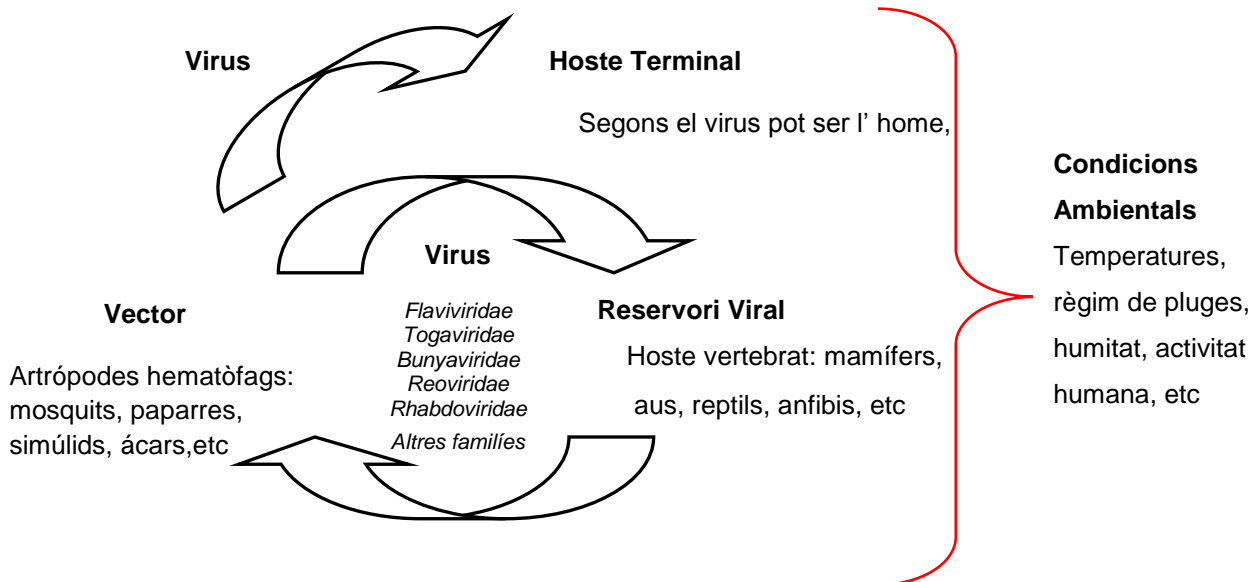 Virus
Hoste Terminal
Segons el virus pot ser l’ home,
Virus
Flaviviridae
Togaviridae
Bunyaviridae
Reoviridae
Rhabdoviridae
Altres famílíes
Vector
Artrópodes hematòfags:
mosquits, paparres,
simúlids, ácars,etc
Reservori Viral
Hoste vertebrat: mamífers,
aus, reptils, anfibis, etc
Condicions
Ambientals
Temperatures,
règim de pluges,
humitat, activitat
humana, etc